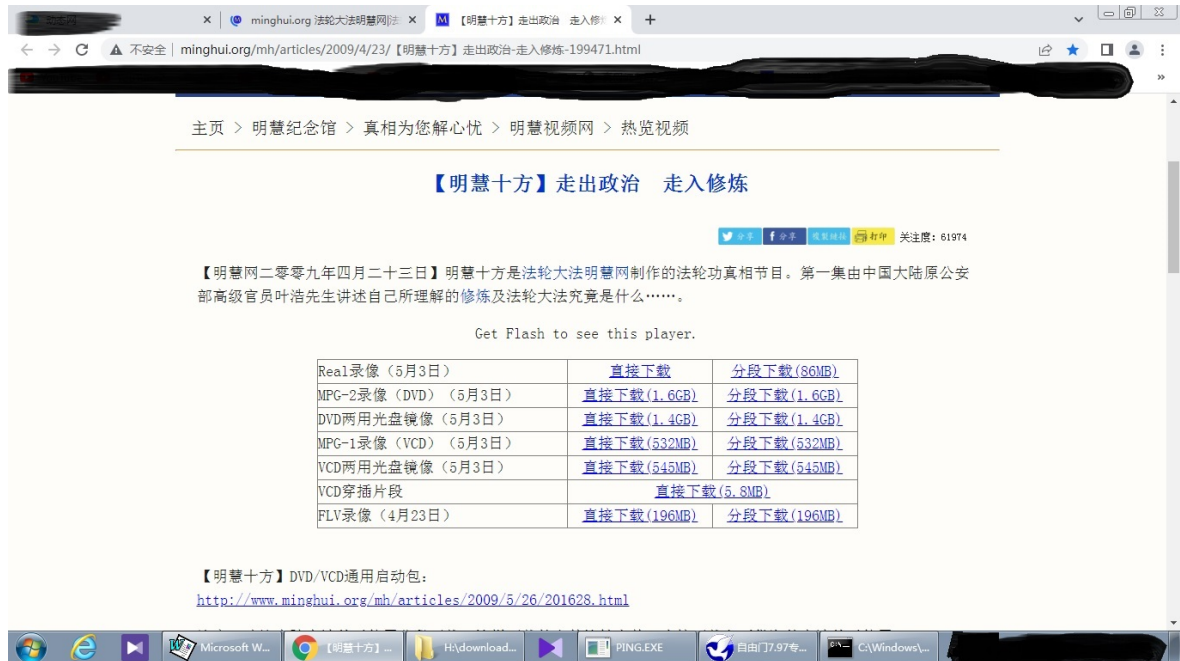 动态网
minghui.org 法轮大法明慧网|法
【明慧十方】走出政治 走入修
不安全 | minghui.org/mh/articles/2009/4/23/【明慧十方】走出政治-走入修炼-199471.html
主页 > 明慧纪念馆 > 真相为您解心忧 > 明慧视频网 > 热览视频
【明慧十方】走出政治 走入修炼
分享 分享 复制链接 打印 关注度: 61974
【明慧网二零零九年四月二十三日】明慧十方是法轮大法明慧网制作的法轮功真相节目。第一集由中国大陆原公安
部高级官员叶浩先生讲述自己所理解的修炼及法轮大法究竟是什么……。
Get Flash to see this player.
Real录像（5月3日） 直接下载 分段下载(86MB)
MPG-2录像（DVD）（5月3日） 直接下载(1.6GB) 分段下载(1.6GB)
DVD两用光盘镜像（5月3日） 直接下载(1.4GB) 分段下载(1.4GB)
MPG-1录像（VCD）（5月3日） 直接下载(532MB) 分段下载(532MB)
VCD两用光盘镜像（5月3日） 直接下载(545MB) 分段下载(545MB)
VCD穿插片段 直接下载(5.8MB)
FLV录像（4月23日） 直接下载(196MB) 分段下载(196MB)
【明慧十方】DVD/VCD通用启动包:
http://www.minghui.org/mh/articles/2009/5/26/201628.html
Microsoft W... 【明慧十方】... H:\download... PING.EXE 自由门7.97专... C:\Windows\...